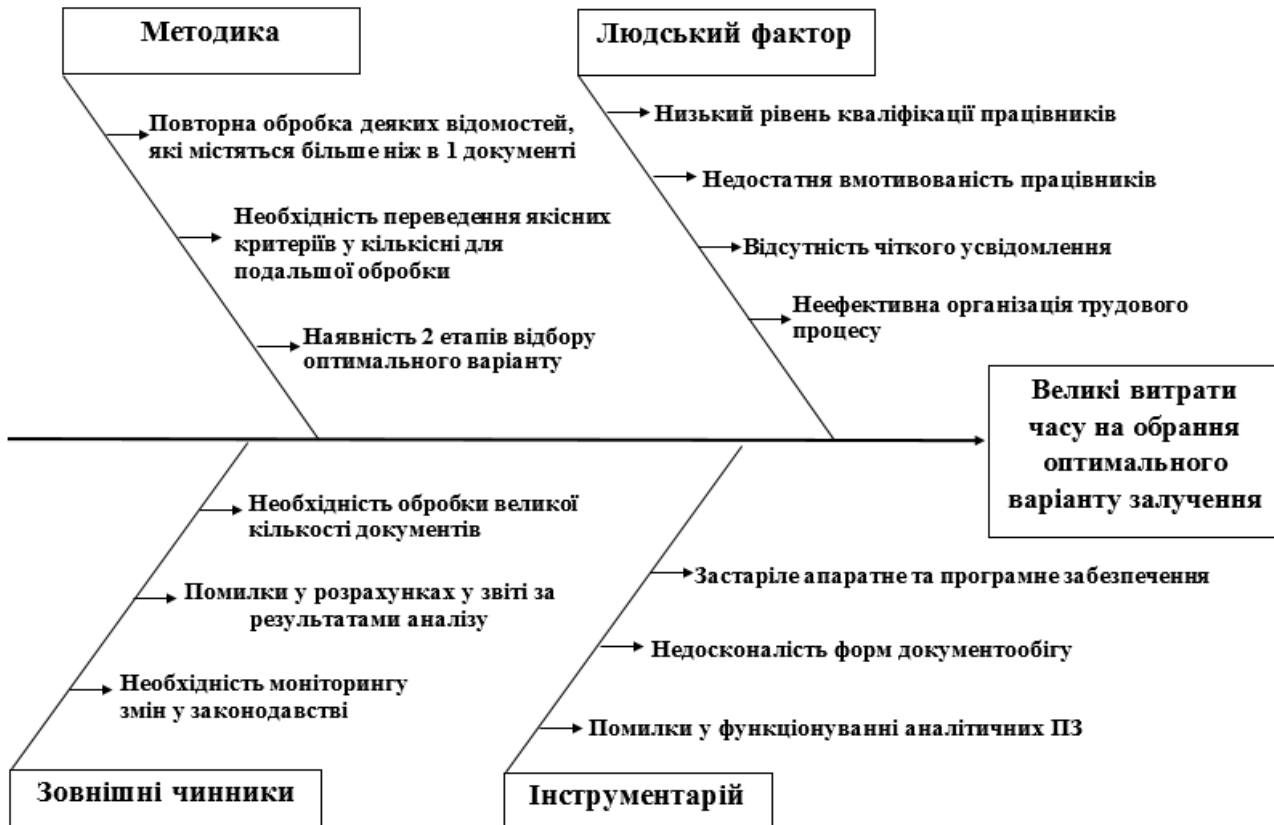 Методика
Людський фактор
Повторна обробка деяких відомостей,
які містяться більше ніж в 1 документі
Необхідність переведення якісних
критеріїв у кількісні для
подальшої обробки
Наявність 2 етапів відбору
оптимального варіанту
Низький рівень кваліфікації працівників
Недостатня вмотивованість працівників
Відсутність чіткого усвідомлення
Неефективна організація трудового
процесу
Великі витрати
часу на обрання
оптимального
варіанту залучення
Необхідність обробки великої
кількості документів
Помилки у розрахунках у звіті за
результатами аналізу
Необхідність моніторингу
змін у законодавстві
Застаріле апаратне та програмне забезпечення
Недосконалість форм документообігу
Помилки у функціонуванні аналітичних ПЗ
Зовнішні чинники
Інструментарій